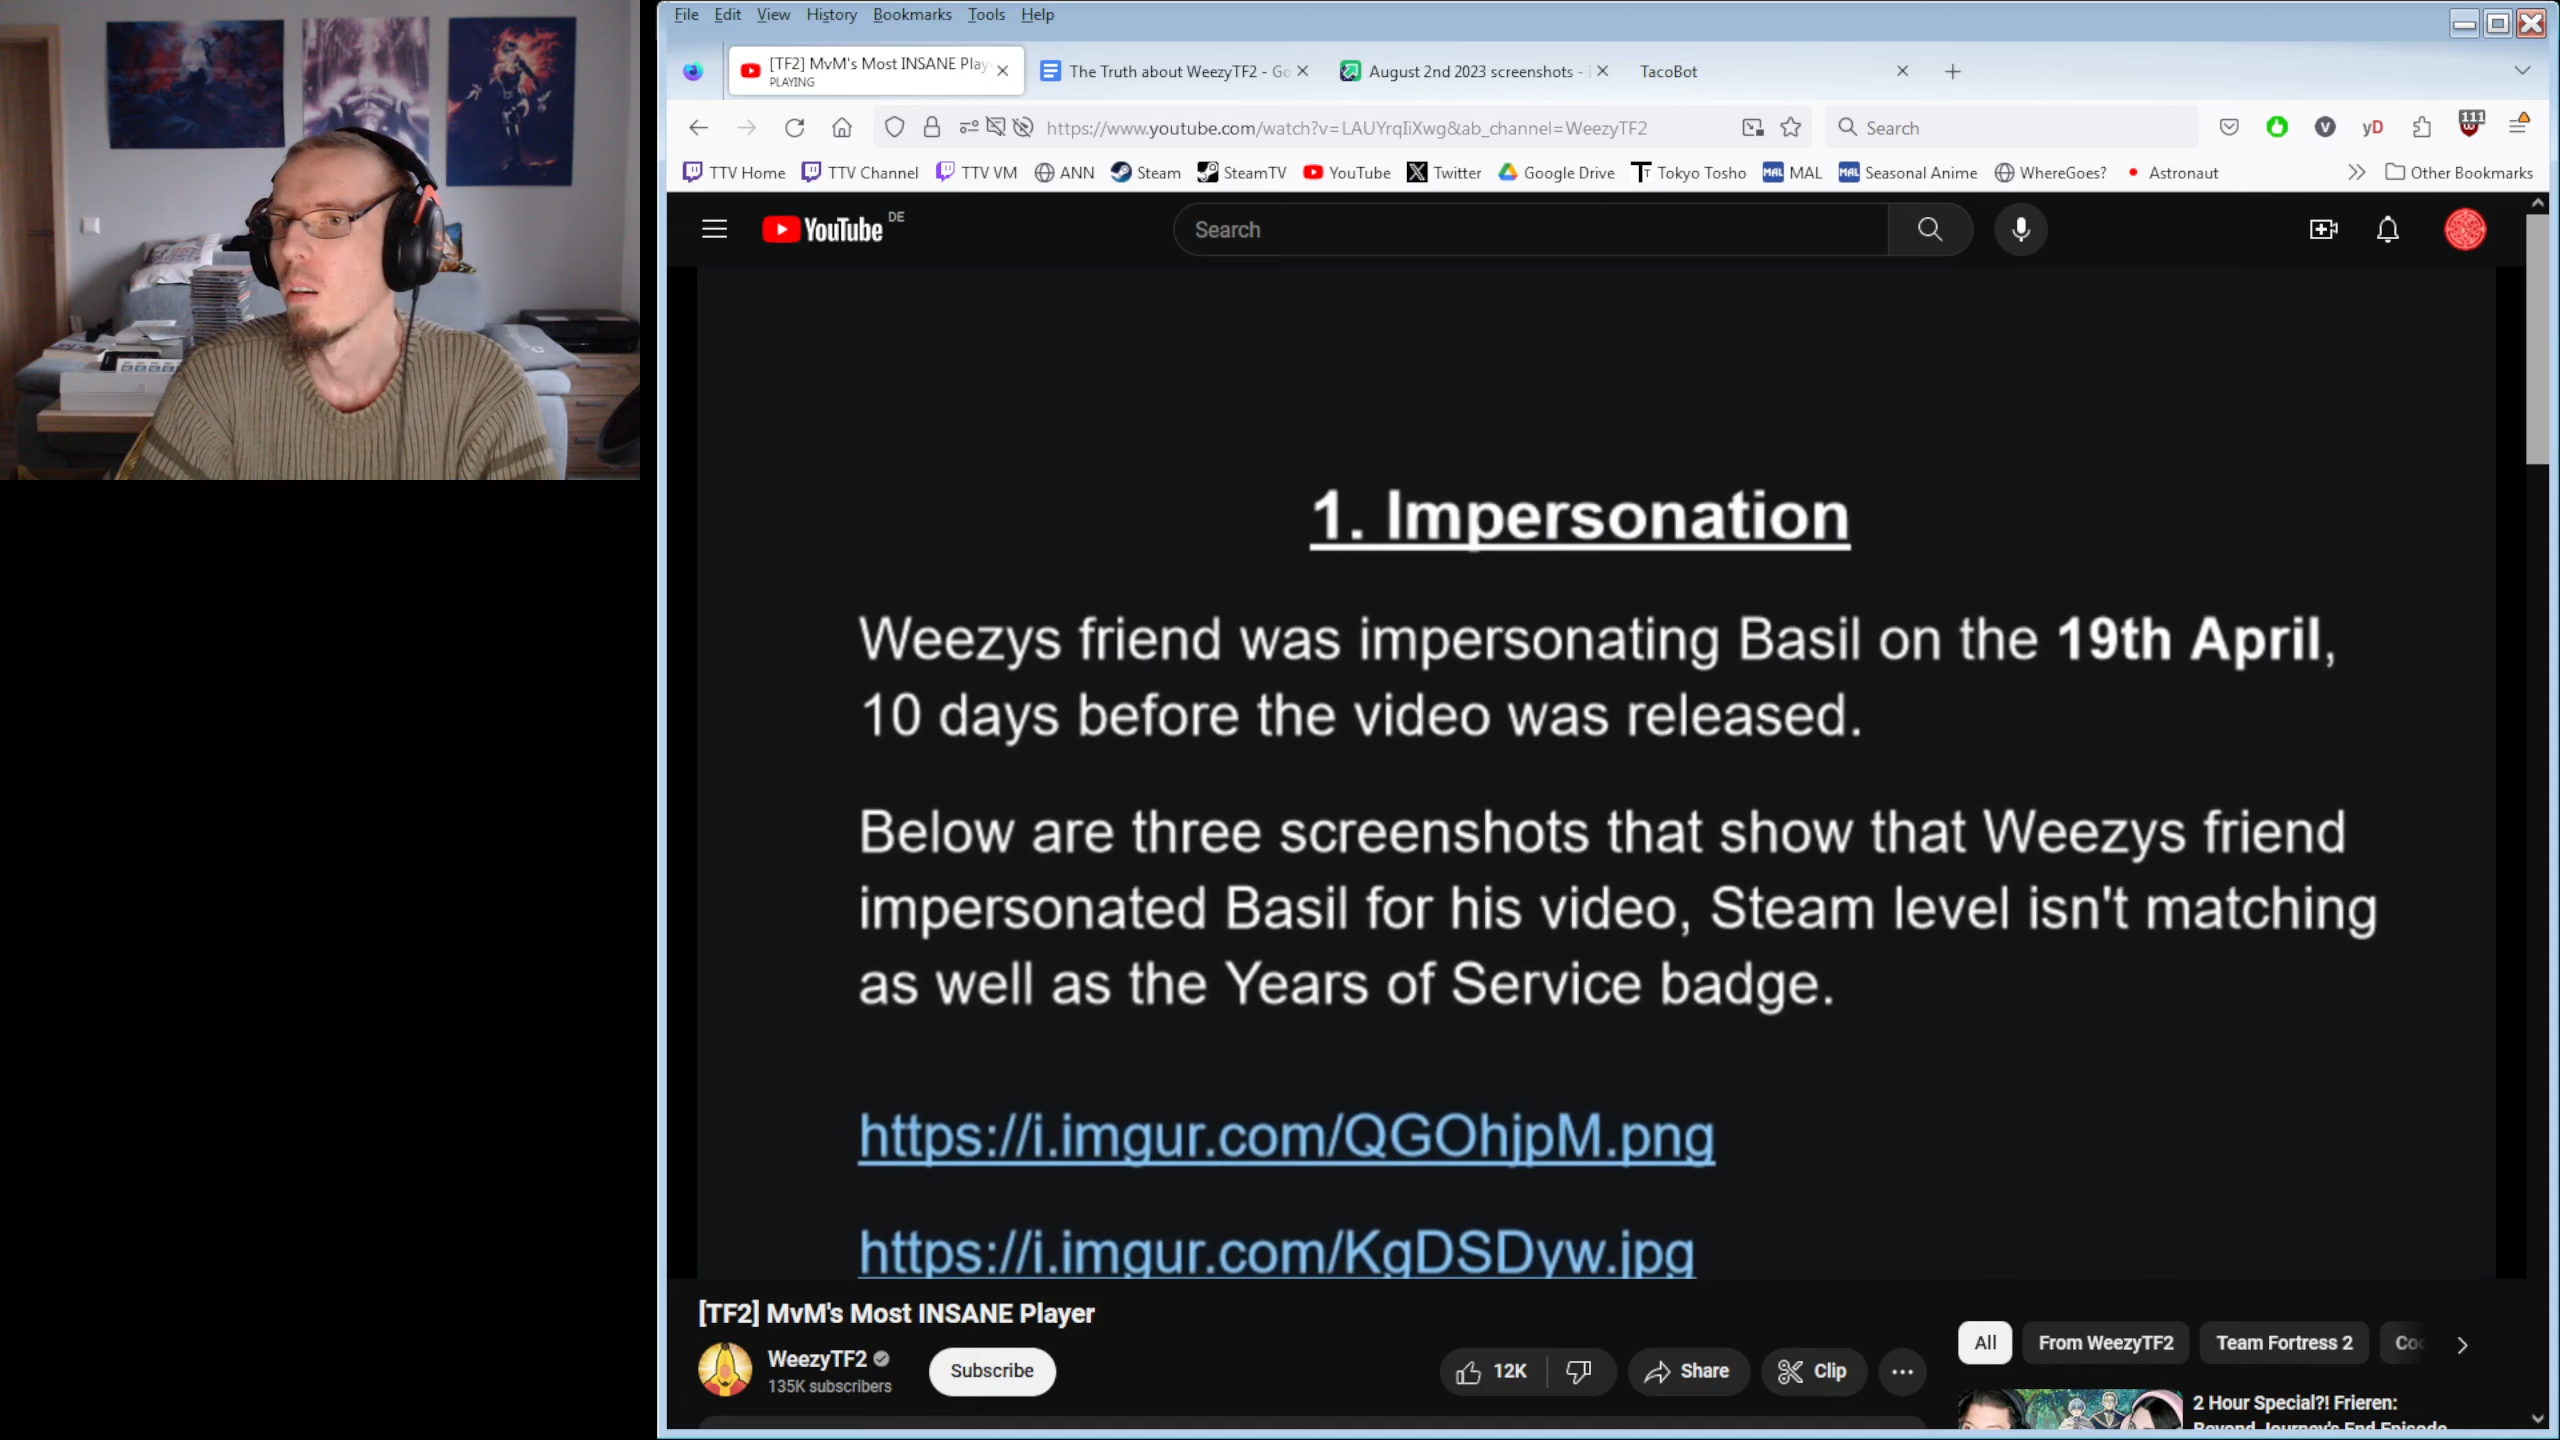 File Edit View History Bookmarks Tools Help
[TF2] MvM's Most INSANE Play
PLAYING
The Truth about WeezyTF2 - Go
August 2nd 2023 screenshots -
TacoBot
https://www.youtube.com/watch?v=LAUYrqIiXwg&ab_channel=WeezyTF2
Search
yD
111
TTV Home
TTV Channel
TTV VM
ANN
Steam
SteamTV
YouTube
Twitter
Google Drive
Tokyo Tosho
MAL
Seasonal Anime
WhereGoes?
Astronaut
Other Bookmarks
YouTube DE
Search
1. Impersonation
Weezys friend was impersonating Basil on the 19th April,
10 days before the video was released.
Below are three screenshots that show that Weezys friend
impersonated Basil for his video, Steam level isn't matching
as well as the Years of Service badge.
https://i.imgur.com/QGOhjpM.png
https://i.imgur.com/KgDSDyw.jpg
[TF2] MvM's Most INSANE Player
WeezyTF2
135K subscribers
Subscribe
12K
Share
Clip
All
From WeezyTF2
Team Fortress 2
2 Hour Special?! Frieren:
Beyond Journey's End Episode